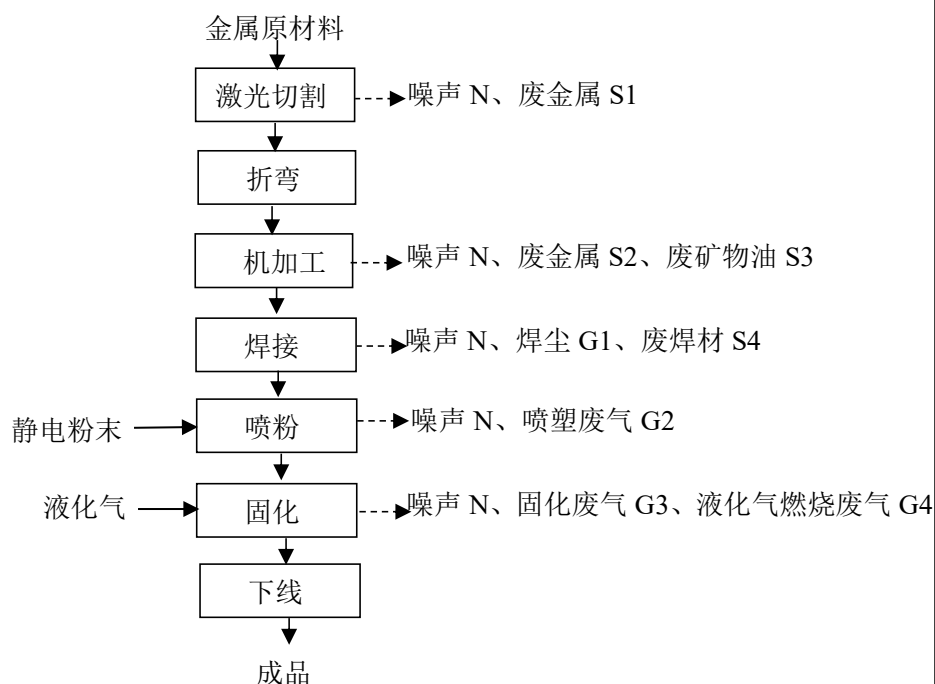 金属原材料
激光切割
噪声 N、废金属 S1
折弯
机加工
噪声 N、废金属 S2、废矿物油 S3
焊接
噪声 N、焊尘 G1、废焊材 S4
静电粉末
喷粉
噪声 N、喷塑废气 G2
液化气
固化
噪声 N、固化废气 G3、液化气燃烧废气 G4
下线
成品